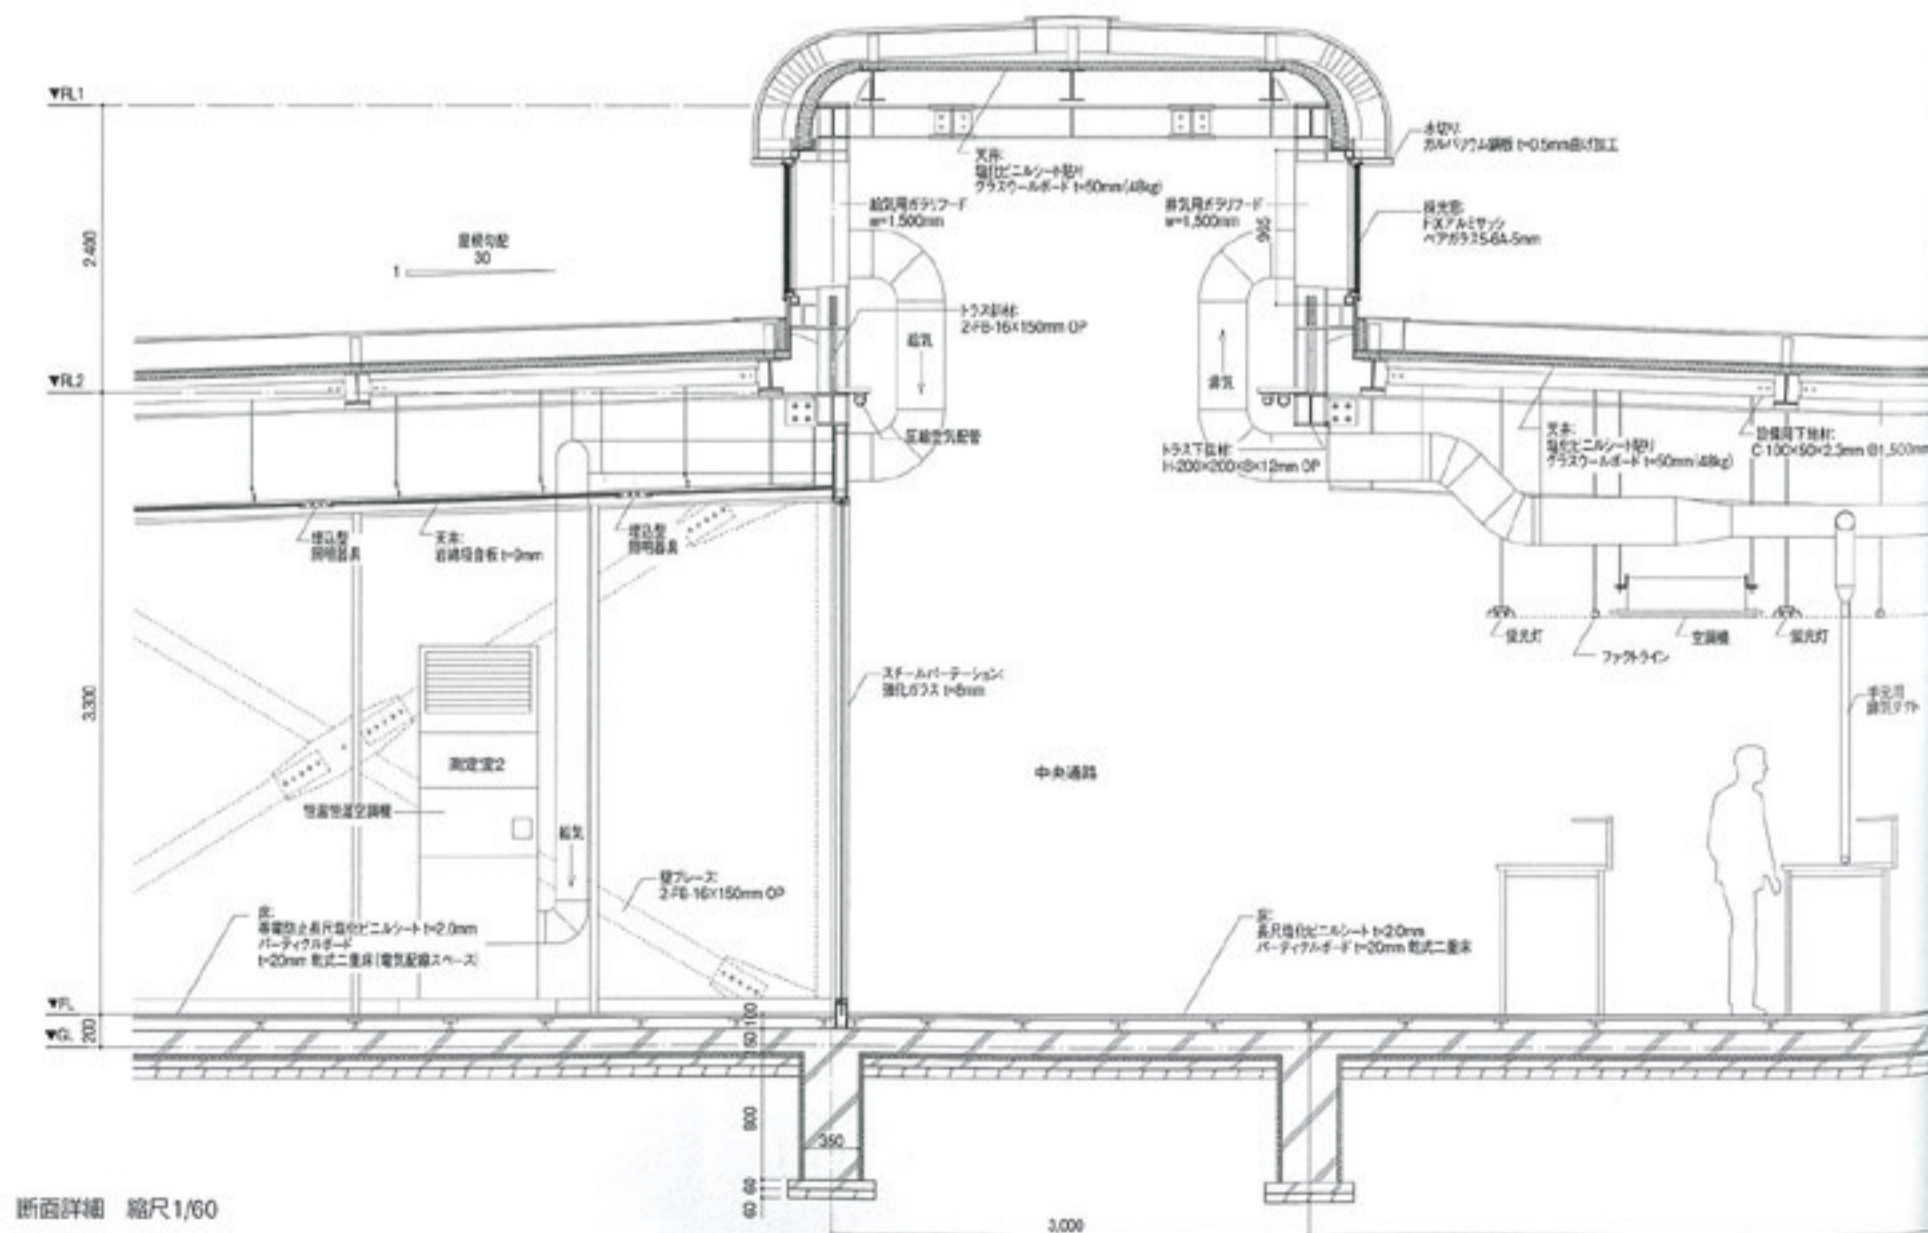 ▼RL1
2,400
屋根勾配
30
1
▼RL2
3,300
▼FL
200
▼GL
天井:
塩化ビニルシート貼り
グラスウールボード t=50mm(48kg)
給気用ガラリフード
w=1,500mm
排気用ガラリフード
w=1,500mm
965
水切り:
ガルバリウム鋼板 t=0.5mm曲げ加工
採光窓:
FIXアルミサッシ
ペアガラス5-6A-5mm
トラス斜材:
2-FB-16×150mm OP
給気
排気
圧縮空気配管
トラス下弦材:
H-200×200×8×12mm OP
天井:
塩化ビニルシート貼り
グラスウールボード t=50mm(48kg)
設備用下地材:
C-100×50×2.3mm @1,500mm
埋込型
照明器具
天井:
岩綿吸音板 t=9mm
埋込型
照明器具
蛍光灯
ファクトライン
空調機
蛍光灯
手元用
排気ダクト
スチールパーテーション:
強化ガラス t=8mm
測定室2
中央通路
恒温恒湿空調機
給気
壁ブレース:
2-FB-16×150mm OP
床:
帯電防止長尺塩化ビニルシート t=2.0mm
パーティクルボード
t=20mm 乾式二重床(電気配線スペース)
床:
長尺塩化ビニルシート t=2.0mm
パーティクルボード t=20mm 乾式二重床
100
150
800
350
60
60
3,000
断面詳細 縮尺1/60